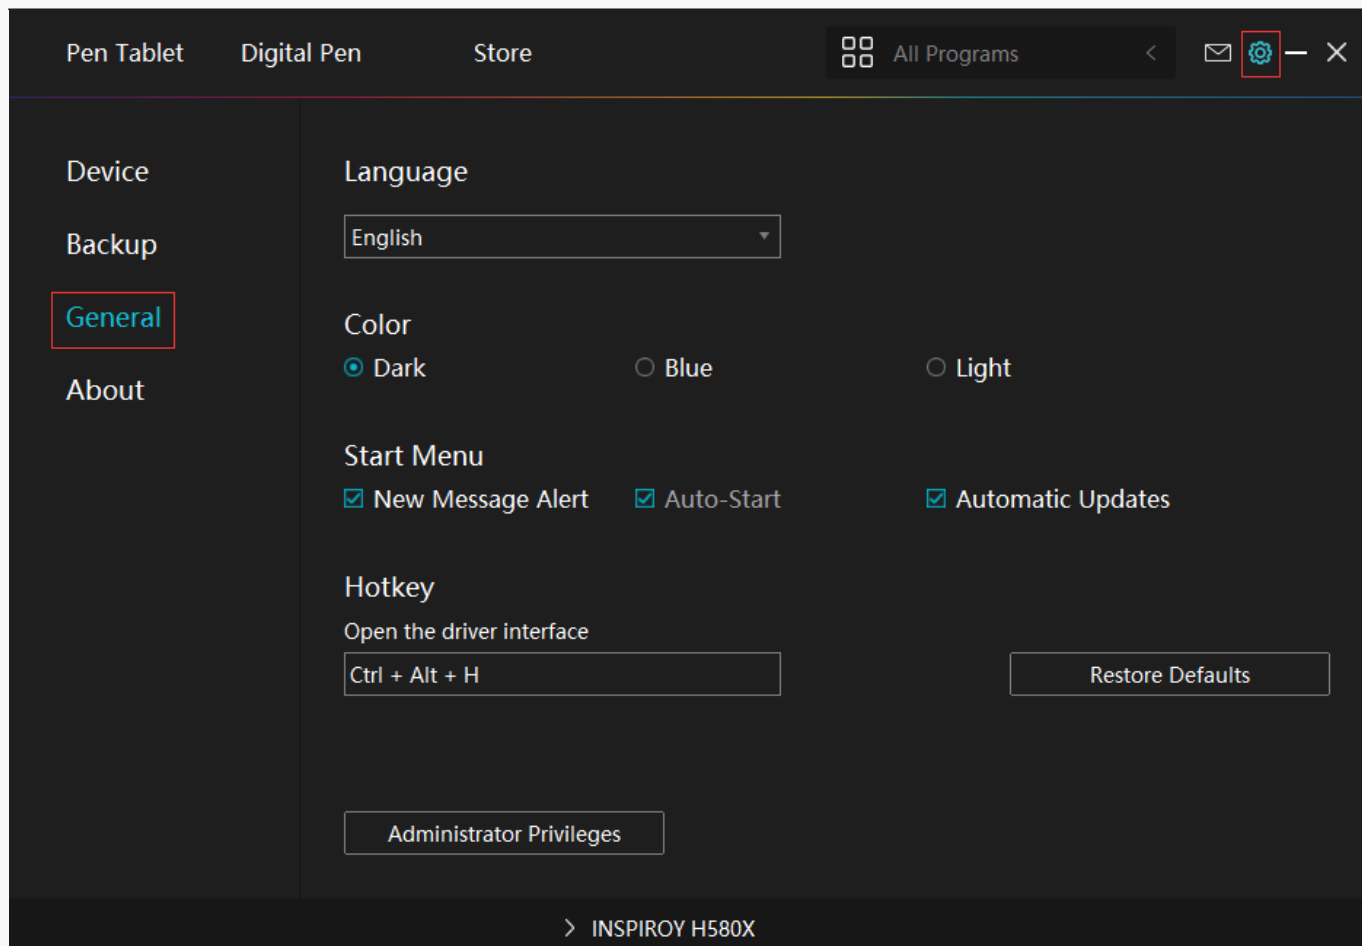 Pen Tablet Digital Pen Store All Programs
Device
Backup
General
About
Language
English
Color
Dark Blue Light
Start Menu
New Message Alert Auto-Start Automatic Updates
Hotkey
Open the driver interface
Ctrl + Alt + H
Restore Defaults
Administrator Privileges
INSPIROY H580X